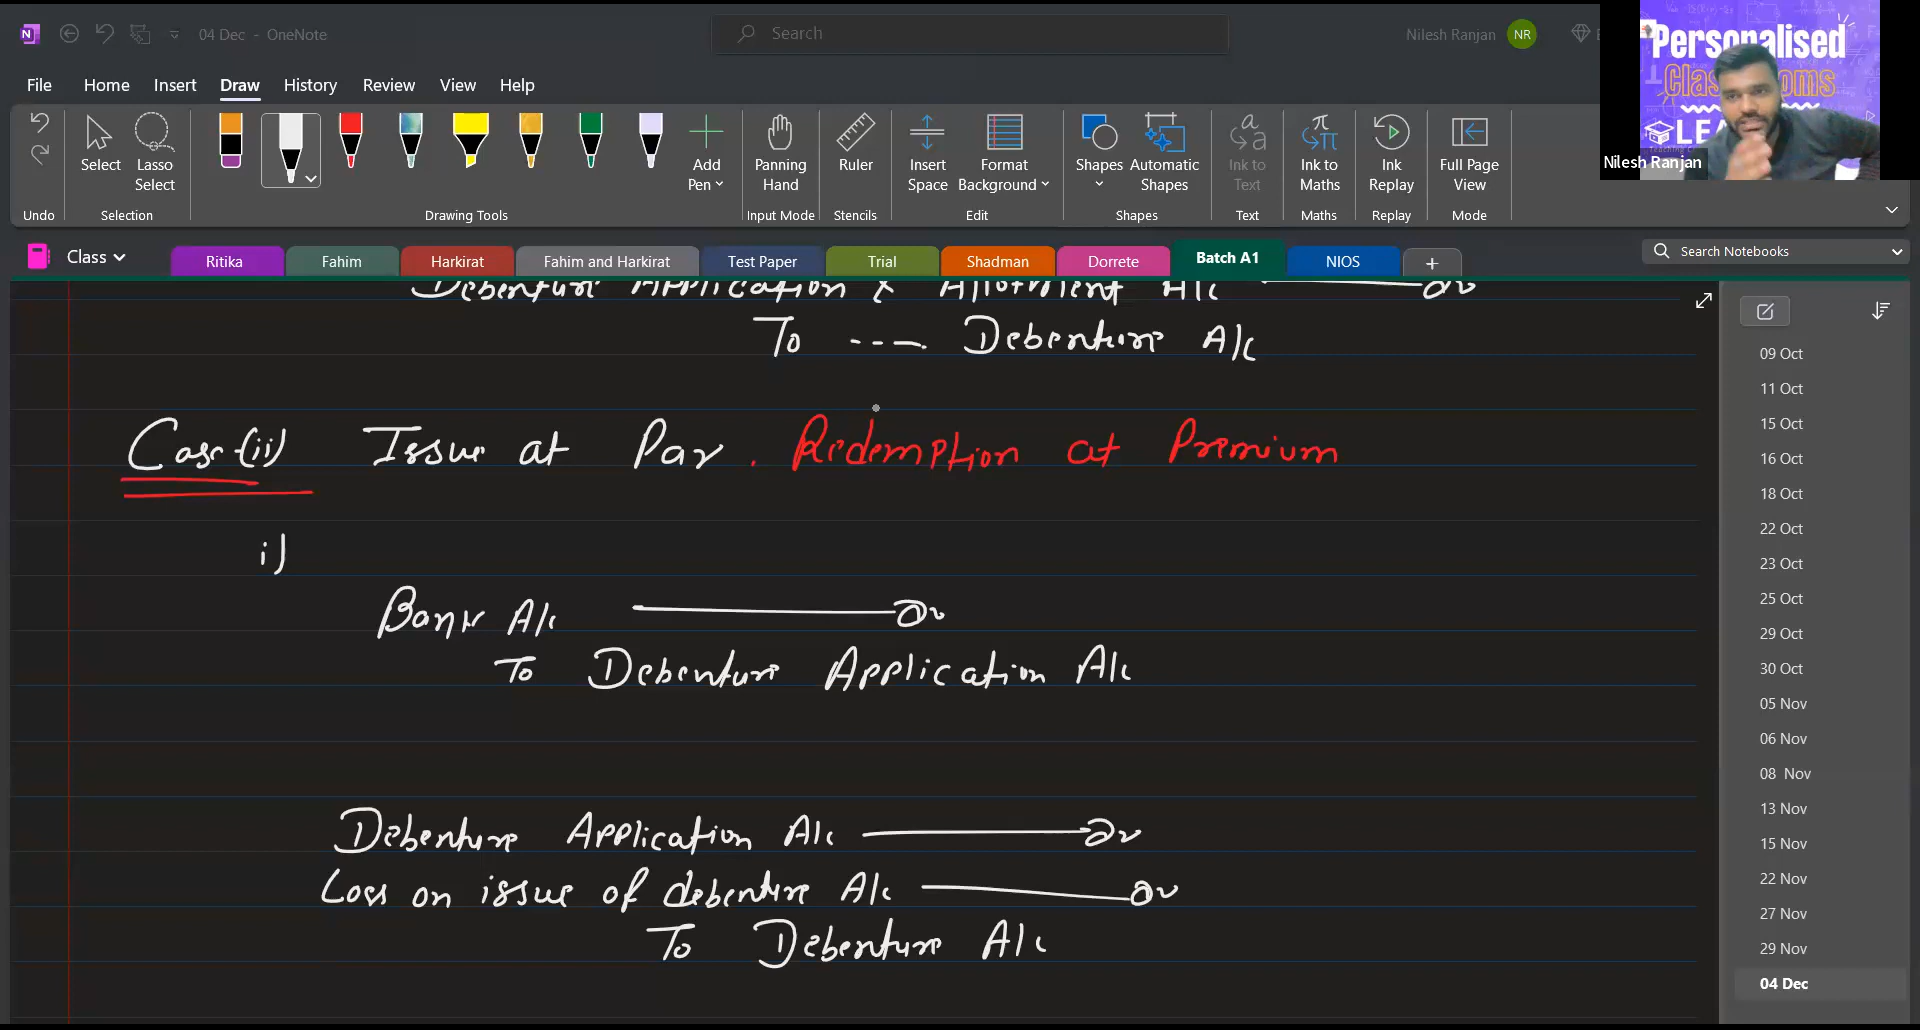 04 Dec - OneNote
Search
Nilesh Ranjan NR
File Home Insert Draw History Review View Help
Undo
Select
Lasso Select
Selection
Drawing Tools
Add Pen
Panning Hand
Input Mode
Ruler
Stencils
Insert Space
Format Background
Edit
Shapes
Automatic Shapes
Shapes
Ink to Text
Text
Ink to Maths
Maths
Ink Replay
Replay
Full Page View
Mode
Personalised
Nilesh Ranjan
Class
Ritika Fahim Harkirat Fahim and Harkirat Test Paper Trial Shadman Dorrete Batch A1 NIOS +
Search Notebooks
Debenture Application & Allotment A/c Dr
To ---- Debenture A/c
Case (ii) Issue at Par. Redemption at Premium
i)
Bank A/c Dr
To Debenture Application A/c
Debenture Application A/c Dr
Loss on issue of debenture A/c Dr
To Debenture A/c
09 Oct
11 Oct
15 Oct
16 Oct
18 Oct
22 Oct
23 Oct
25 Oct
29 Oct
30 Oct
05 Nov
06 Nov
08 Nov
13 Nov
15 Nov
22 Nov
27 Nov
29 Nov
04 Dec